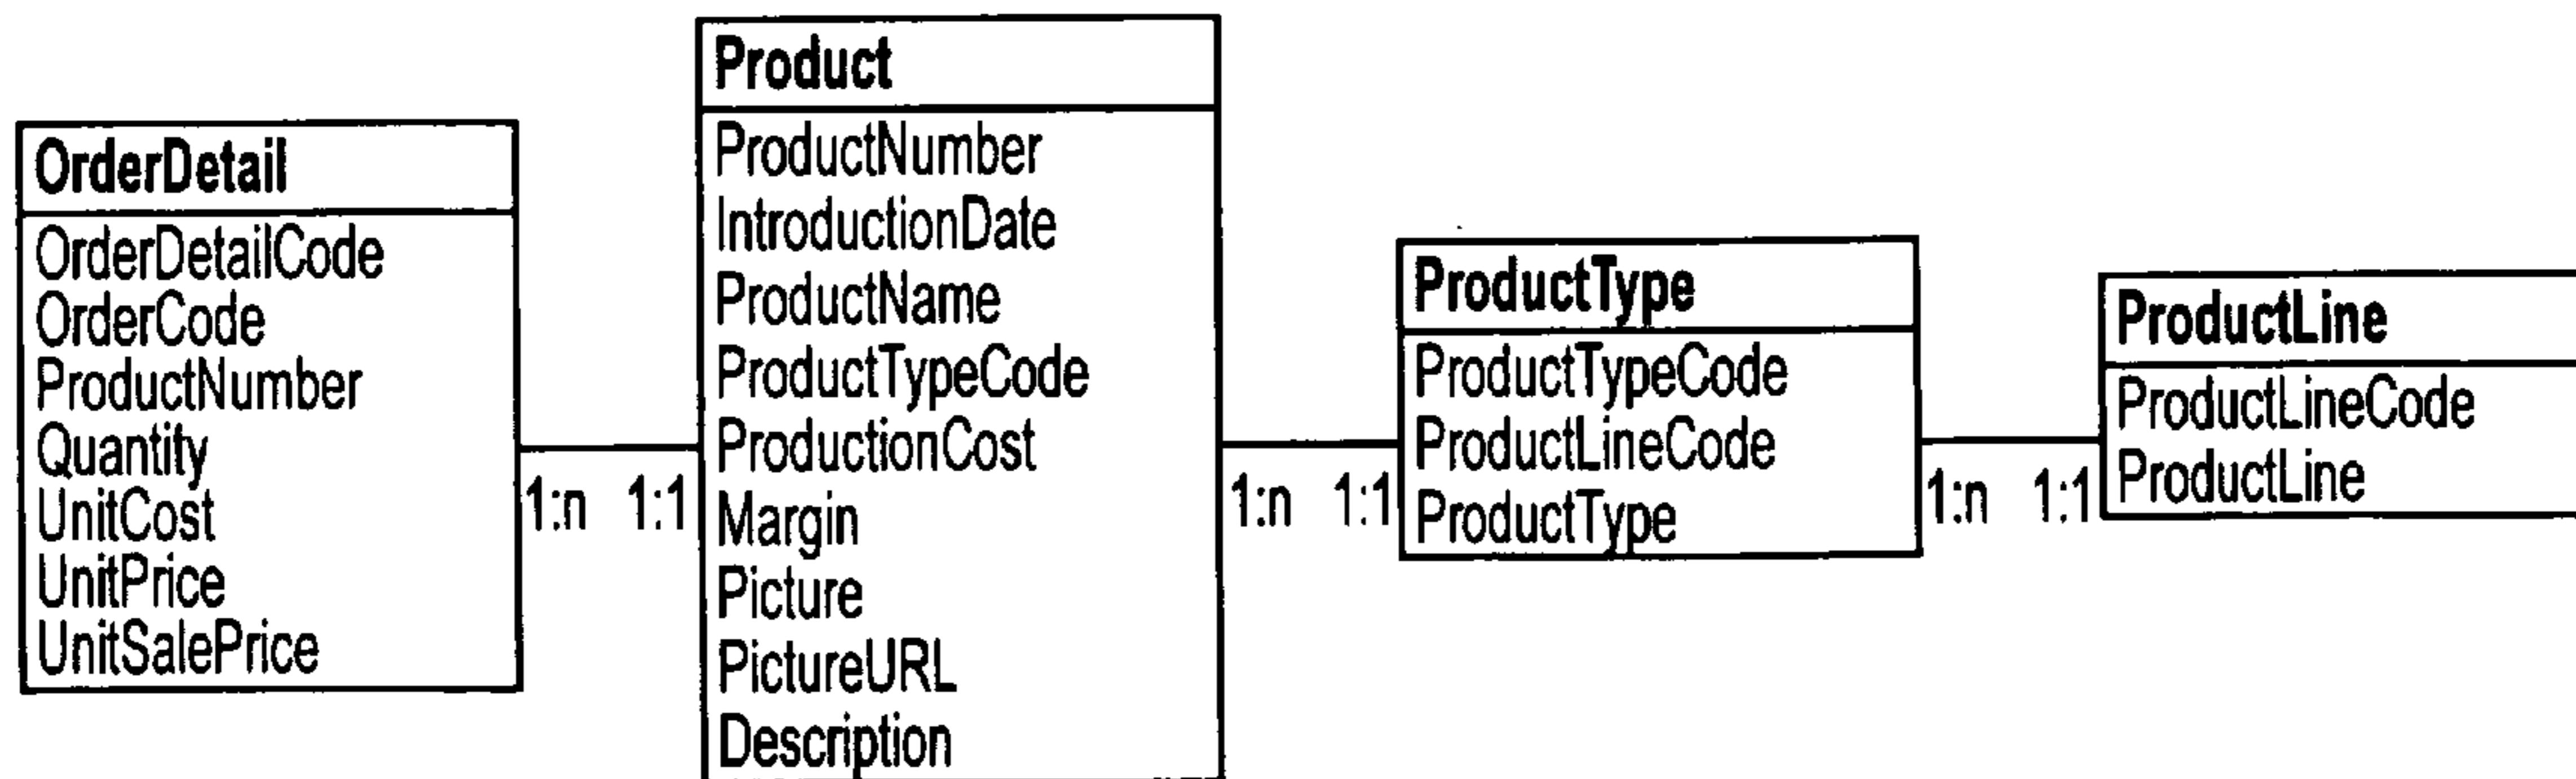 OrderDetail
OrderDetailCode
OrderCode
ProductNumber
Quantity
UnitCost
UnitPrice
UnitSalePrice
1:n 1:1
Product
ProductNumber
IntroductionDate
ProductName
ProductTypeCode
ProductionCost
Margin
Picture
PictureURL
Description
1:n 1:1
ProductType
ProductTypeCode
ProductLineCode
ProductType
1:n 1:1
ProductLine
ProductLineCode
ProductLine